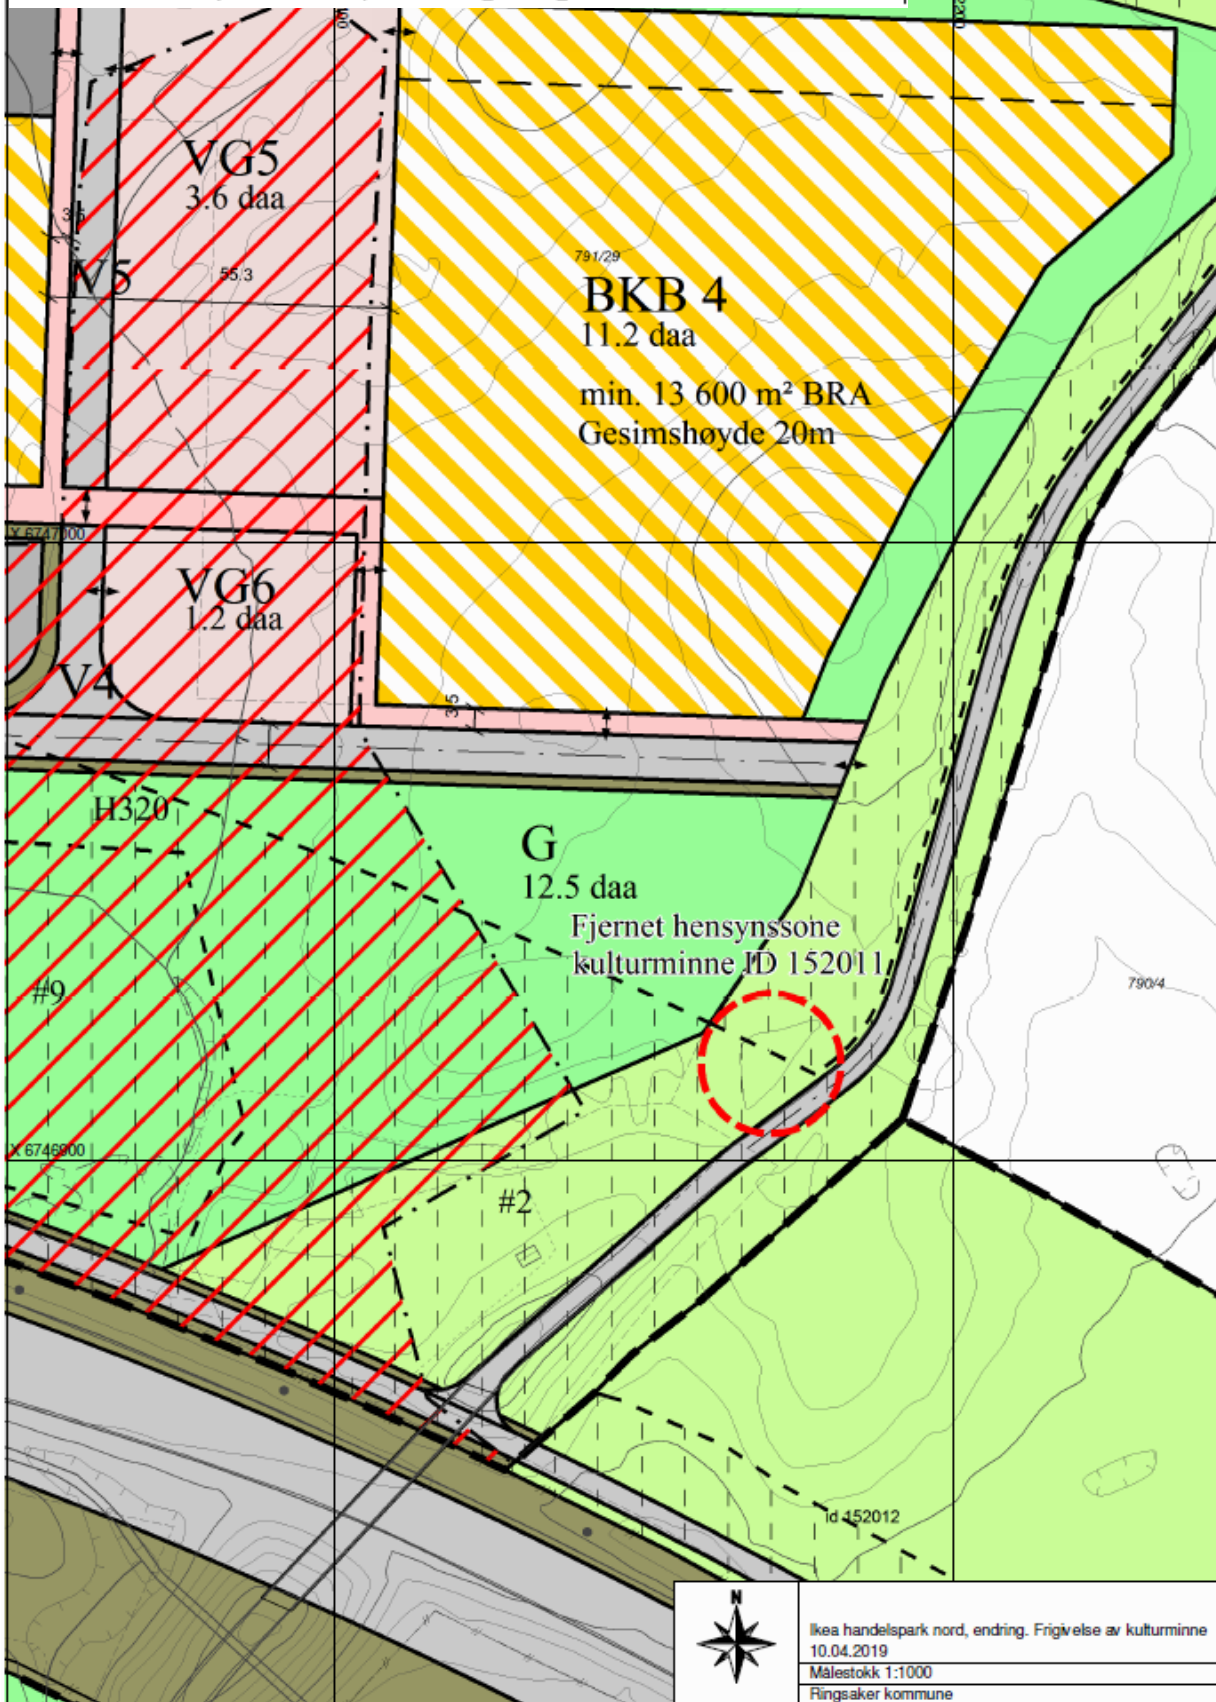 VG5
3.6 daa
3.5
V5
55.3
791/29
BKB 4
11.2 daa
min. 13 600 m² BRA
Gesimshøyde 20m
X 6747000
VG6
1.2 daa
V4
3.5
H320
G
12.5 daa
Fjernet hensynssone
kulturminne ID 152011
#9
790/4
X 6746900
#2
id 152012
N
Ikea handelspark nord, endring. Frigivelse av kulturminne
10.04.2019
Målestokk 1:1000
Ringsaker kommune